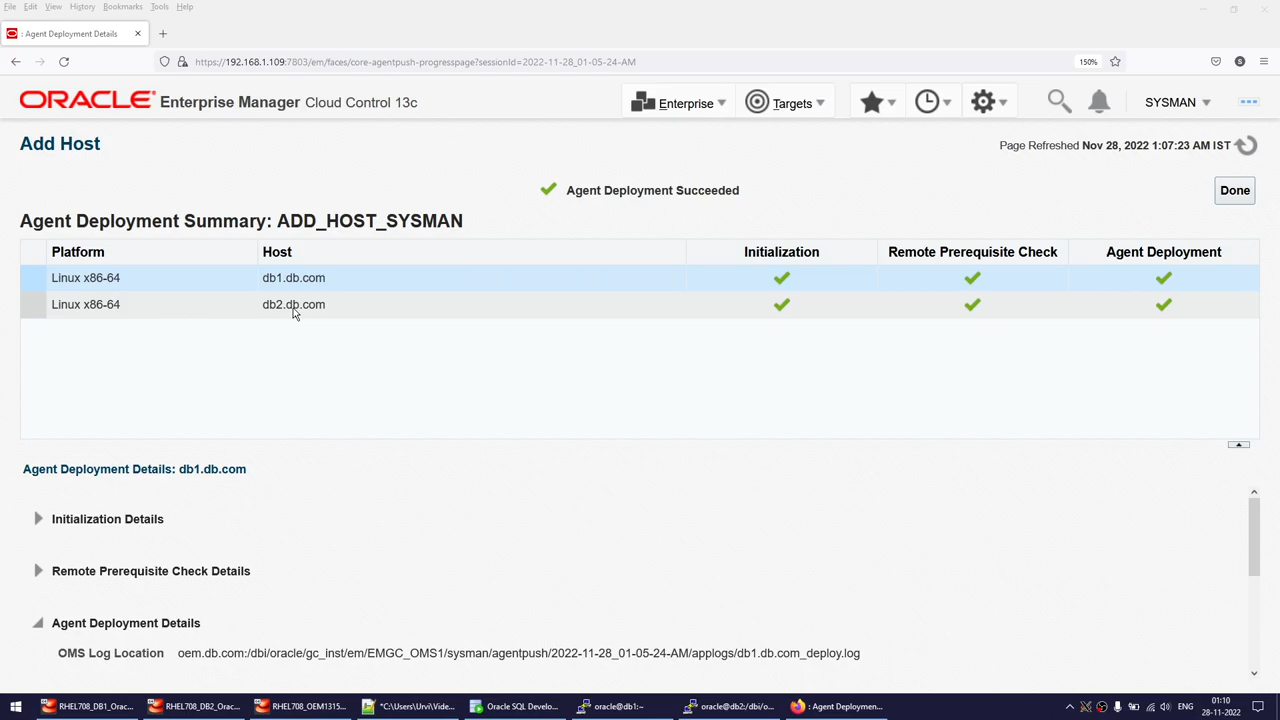 File Edit View History Bookmarks Tools Help
: Agent Deployment Details
https://192.168.1.109:7803/em/faces/core-agentpush-progresspage?sessionId=2022-11-28_01-05-24-AM 150% S
ORACLE Enterprise Manager Cloud Control 13c Enterprise Targets SYSMAN
Add Host Page Refreshed Nov 28, 2022 1:07:23 AM IST
Agent Deployment Succeeded Done
Agent Deployment Summary: ADD_HOST_SYSMAN
Platform Host Initialization Remote Prerequisite Check Agent Deployment
Linux x86-64 db1.db.com
Linux x86-64 db2.db.com
Agent Deployment Details: db1.db.com
Initialization Details
Remote Prerequisite Check Details
Agent Deployment Details
OMS Log Location oem.db.com:/dbi/oracle/gc_inst/em/EMGC_OMS1/sysman/agentpush/2022-11-28_01-05-24-AM/applogs/db1.db.com_deploy.log
RHEL708_DB1_Orac... RHEL708_DB2_Orac... RHEL708_OEM1315... *C:\Users\Urvi\Vide... Oracle SQL Develo... oracle@db1:~ oracle@db2:/dbi/o... : Agent Deploymen... ENG 01:10
28-11-2022